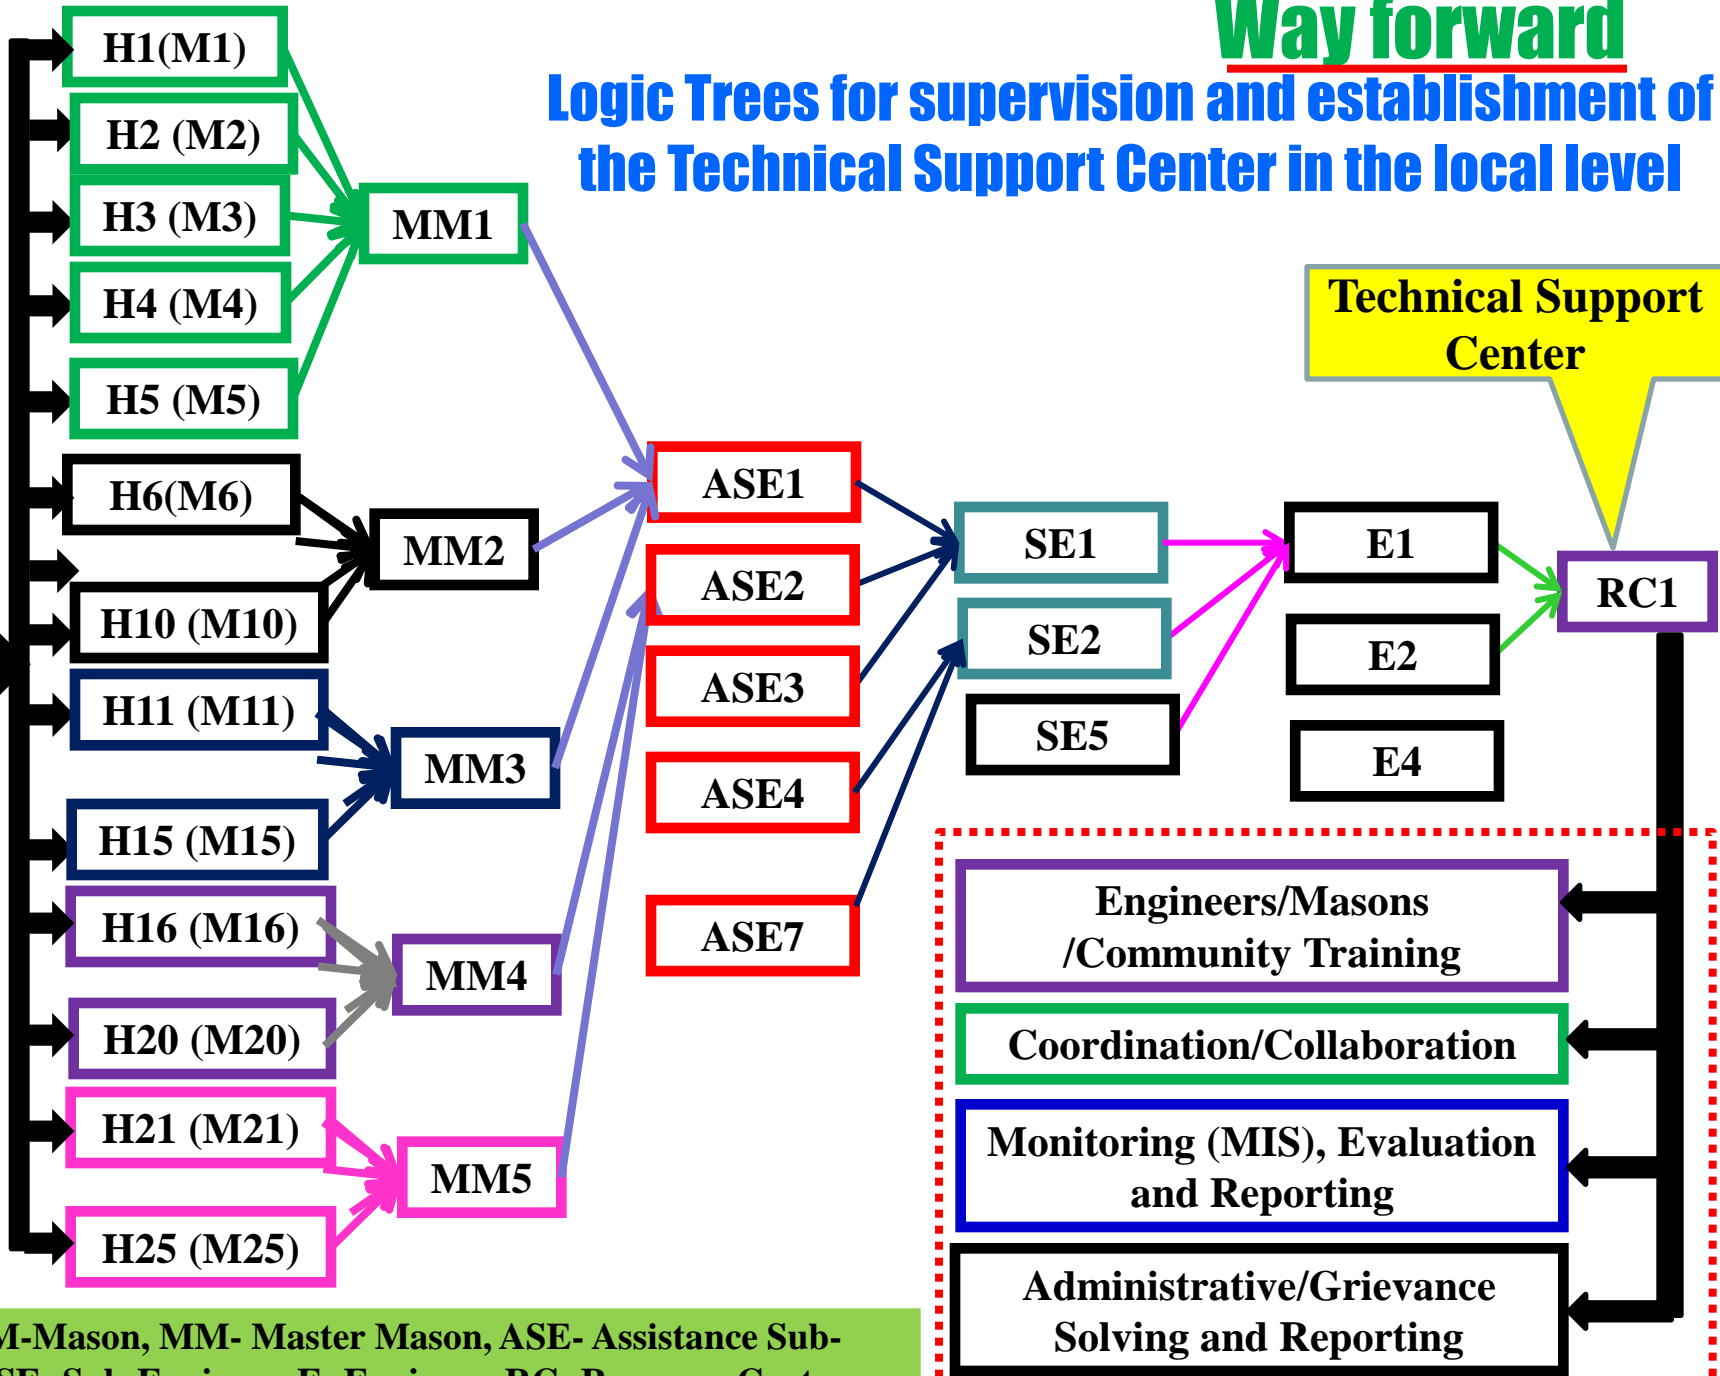 Way forward
Logic Trees for supervision and establishment of
the Technical Support Center in the local level
H1(M1)
H2 (M2)
H3 (M3)
H4 (M4)
H5 (M5)
H6(M6)
H10 (M10)
H11 (M11)
H15 (M15)
H16 (M16)
H20 (M20)
H21 (M21)
H25 (M25)
MM1
MM2
MM3
MM4
MM5
ASE1
ASE2
ASE3
ASE4
ASE7
SE1
SE2
SE5
E1
E2
E4
Technical Support
Center
RC1
Engineers/Masons
/Community Training
Coordination/Collaboration
Monitoring (MIS), Evaluation
and Reporting
Administrative/Grievance
Solving and Reporting
M-Mason, MM- Master Mason, ASE- Assistance Sub-